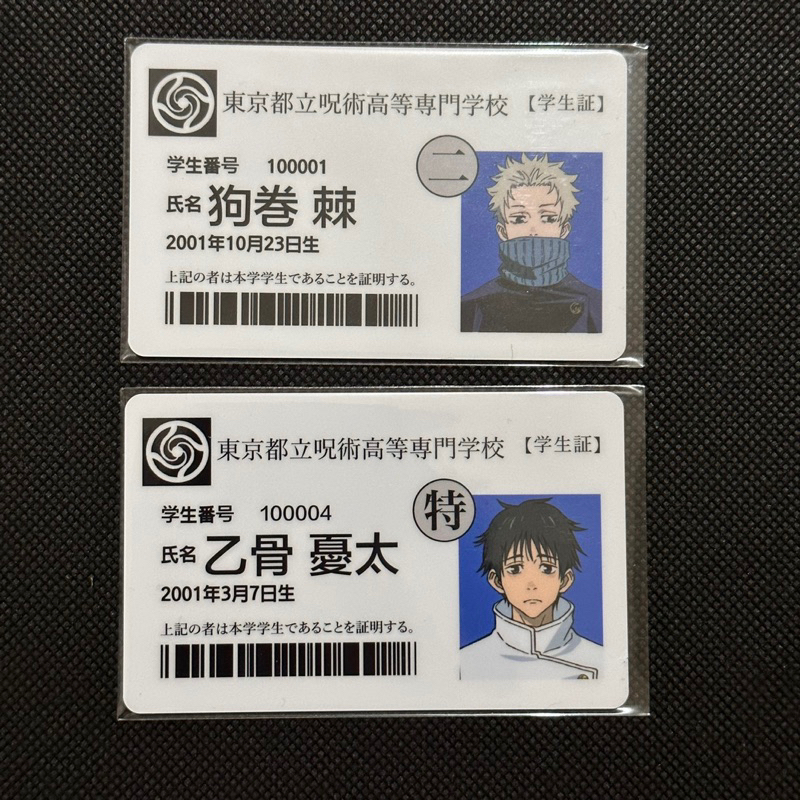 東京都立呪術高等専門学校 【学生証】
二
学生番号 100001
氏名 狗巻 棘
2001年10月23日生
上記の者は本学学生であることを証明する。
東京都立呪術高等専門学校 【学生証】
特
学生番号 100004
氏名 乙骨 憂太
2001年3月7日生
上記の者は本学学生であることを証明する。